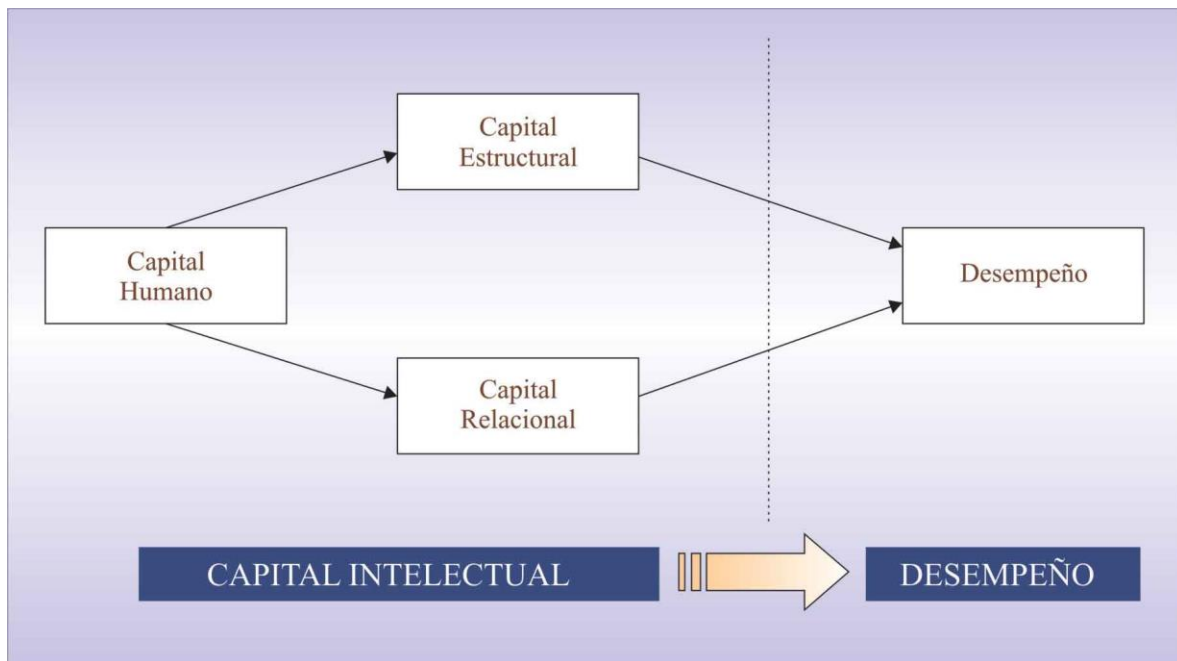 Capital
Estructural
Capital
Humano
Desempeño
Capital
Relacional
CAPITAL INTELECTUAL
DESEMPEÑO